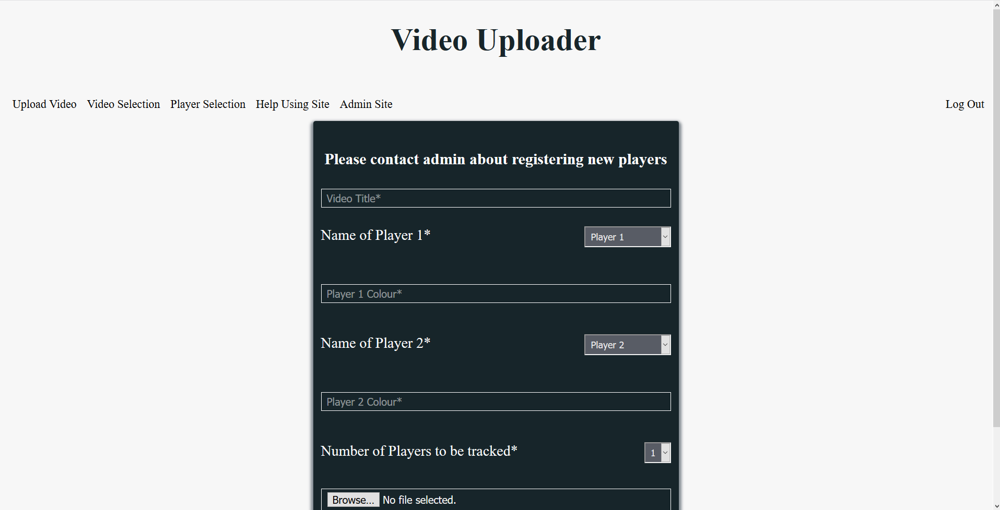 Video Uploader
Upload Video Video Selection Player Selection Help Using Site Admin Site Log Out
Please contact admin about registering new players
Video Title*
Name of Player 1* Player 1
Player 1 Colour*
Name of Player 2* Player 2
Player 2 Colour*
Number of Players to be tracked* 1
Browse... No file selected.